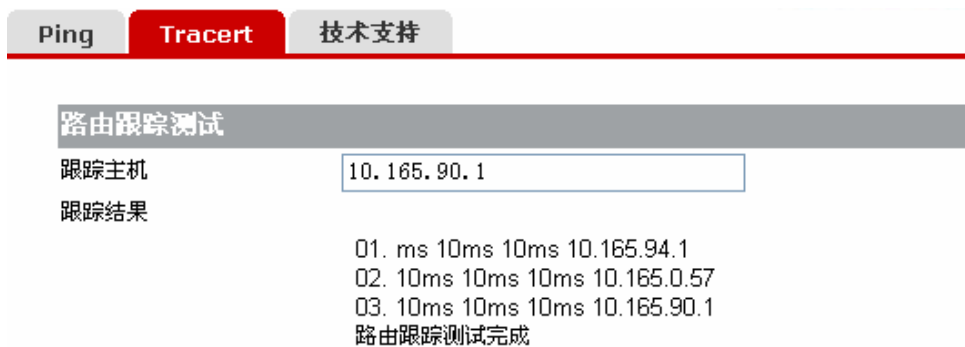 Ping Tracert 技术支持
路由跟踪测试
跟踪主机 10.165.90.1
跟踪结果
01. ms 10ms 10ms 10.165.94.1
02. 10ms 10ms 10ms 10.165.0.57
03. 10ms 10ms 10ms 10.165.90.1
路由跟踪测试完成